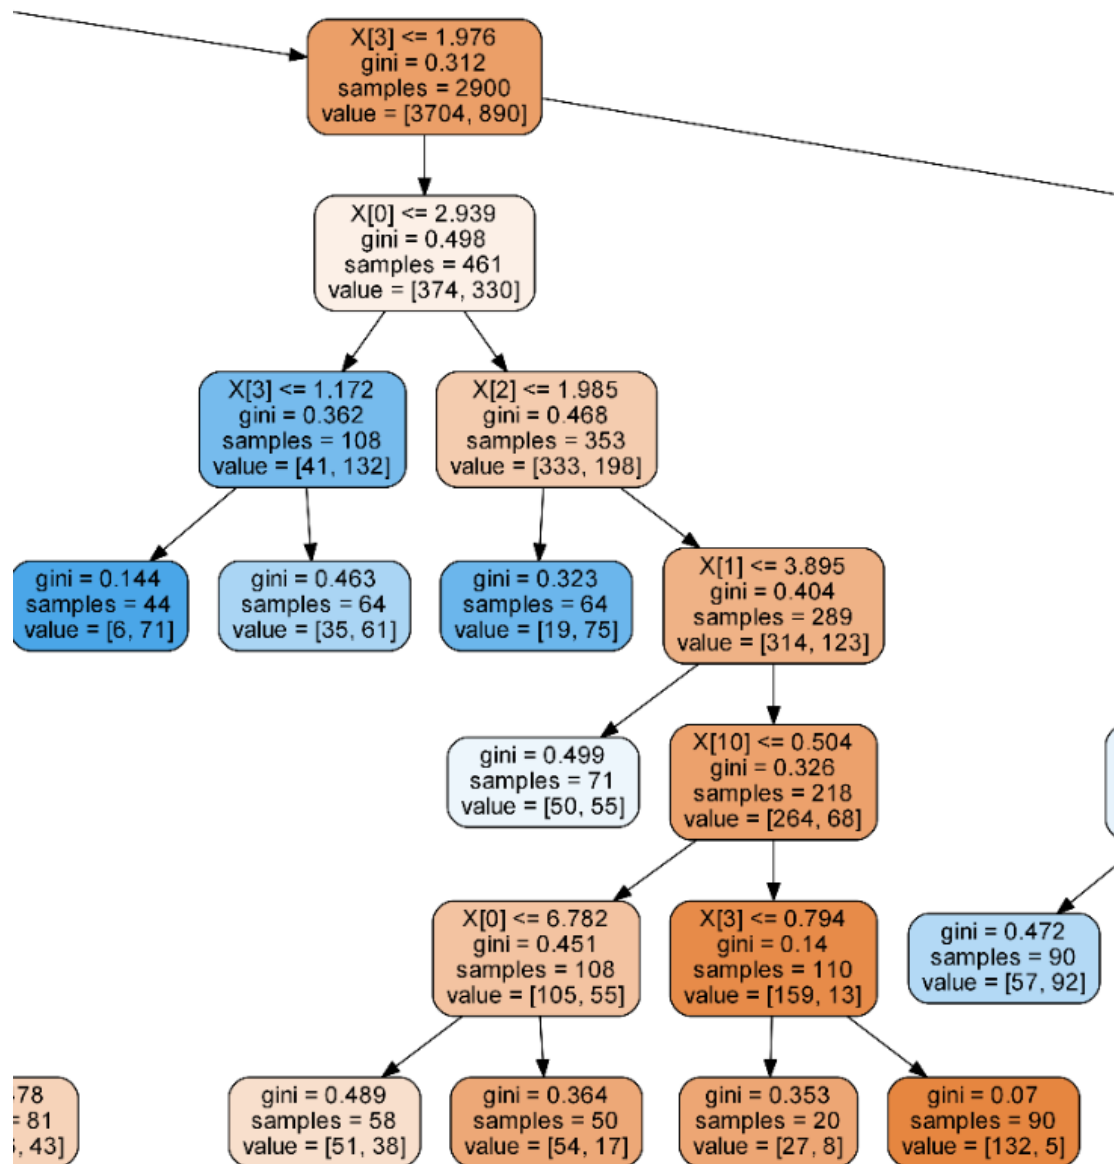 X[3] <= 1.976
gini = 0.312
samples = 2900
value = [3704, 890]
X[0] <= 2.939
gini = 0.498
samples = 461
value = [374, 330]
X[3] <= 1.172
gini = 0.362
samples = 108
value = [41, 132]
X[2] <= 1.985
gini = 0.468
samples = 353
value = [333, 198]
gini = 0.144
samples = 44
value = [6, 71]
gini = 0.463
samples = 64
value = [35, 61]
gini = 0.323
samples = 64
value = [19, 75]
X[1] <= 3.895
gini = 0.404
samples = 289
value = [314, 123]
gini = 0.499
samples = 71
value = [50, 55]
X[10] <= 0.504
gini = 0.326
samples = 218
value = [264, 68]
X[0] <= 6.782
gini = 0.451
samples = 108
value = [105, 55]
X[3] <= 0.794
gini = 0.14
samples = 110
value = [159, 13]
gini = 0.472
samples = 90
value = [57, 92]
78
= 81
, 43]
gini = 0.489
samples = 58
value = [51, 38]
gini = 0.364
samples = 50
value = [54, 17]
gini = 0.353
samples = 20
value = [27, 8]
gini = 0.07
samples = 90
value = [132, 5]